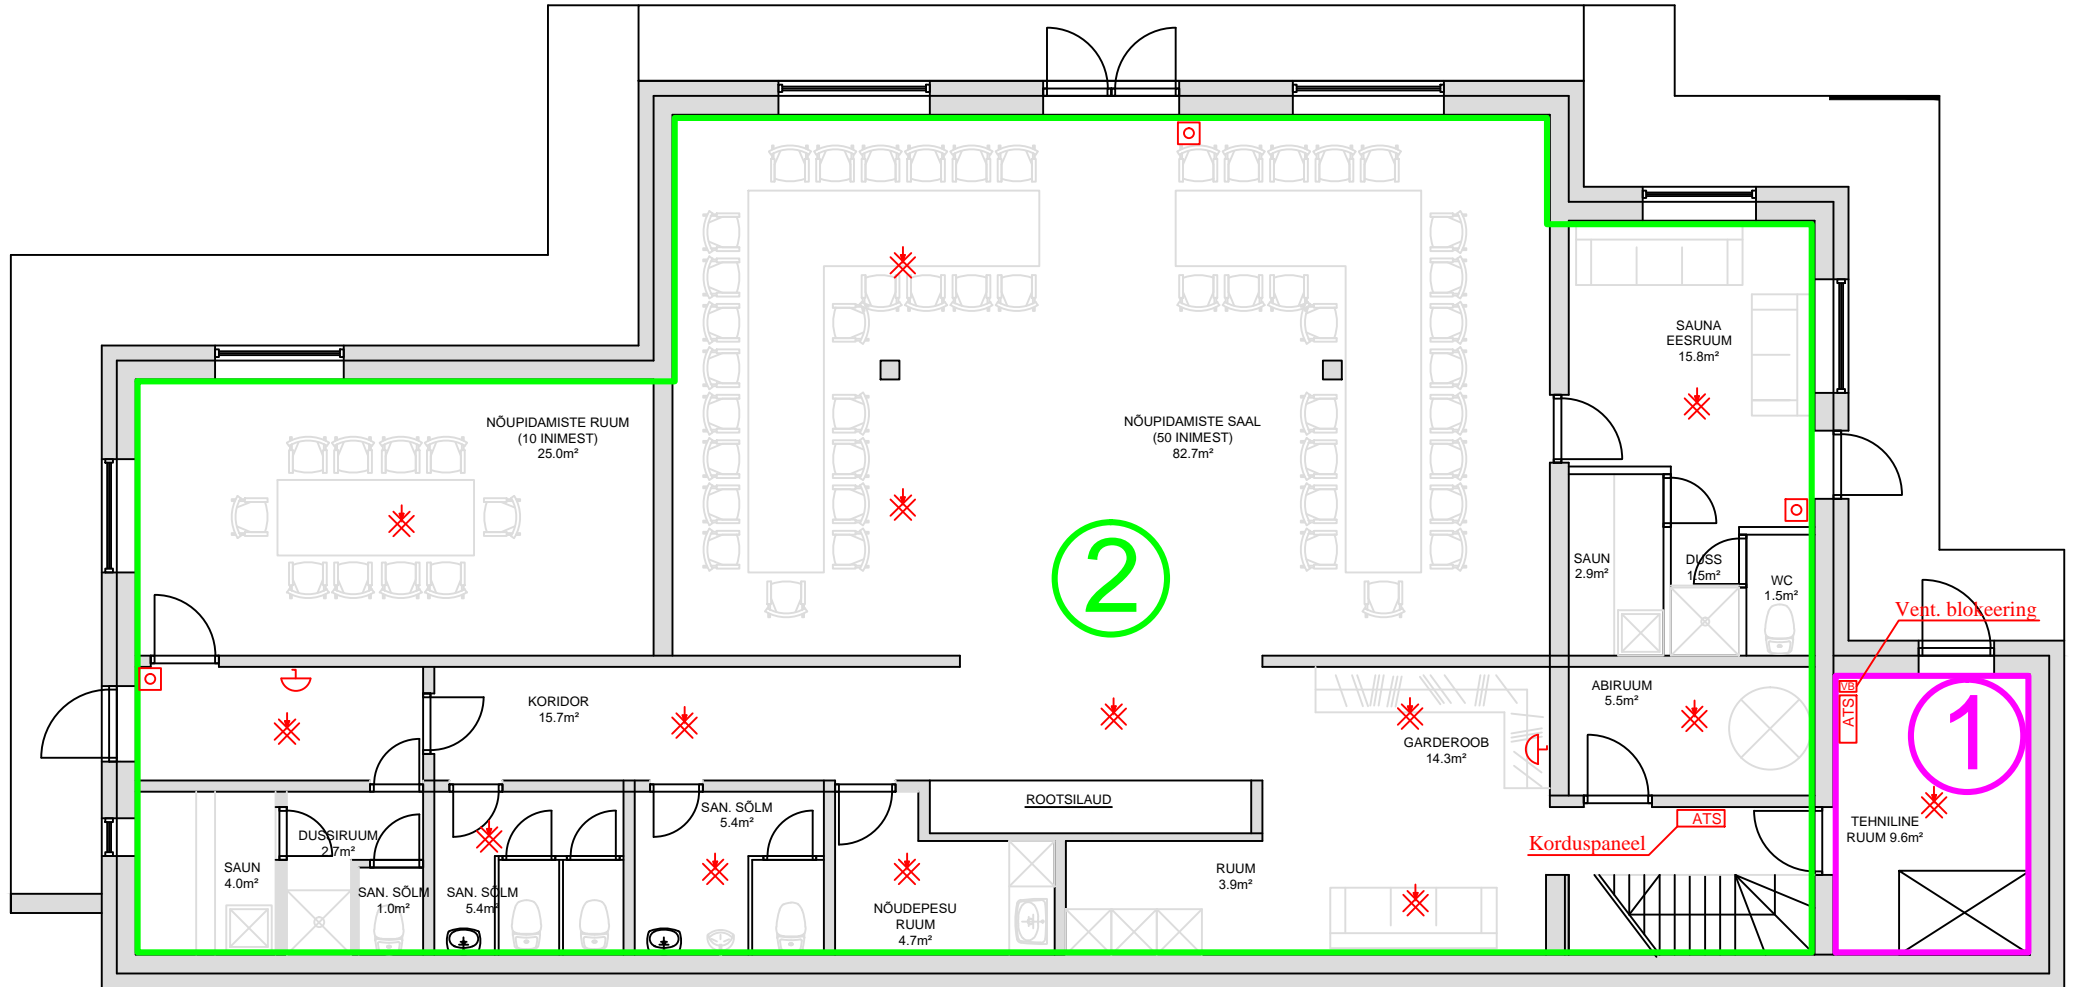 NÕUPIDAMISTE RUUM
(10 INIMEST)
25.0m²
NÕUPIDAMISTE SAAL
(50 INIMEST)
82.7m²
SAUNA
EESRUUM
15.8m²
2
SAUN
2.9m²
DUSS
1.5m²
WC
1.5m²
Vent. blokeering
KORIDOR
15.7m²
GARDEROOB
14.3m²
ABIRUUM
5.5m²
VB
ATS
1
TEHNILINE
RUUM 9.6m²
ROOTSILAUD
ATS
Korduspaneel
SAUN
4.0m²
DUSSIRUUM
2.7m²
SAN. SÕLM
1.0m²
SAN. SÕLM
5.4m²
SAN. SÕLM
5.4m²
NÕUDEPESU
RUUM
4.7m²
RUUM
3.9m²